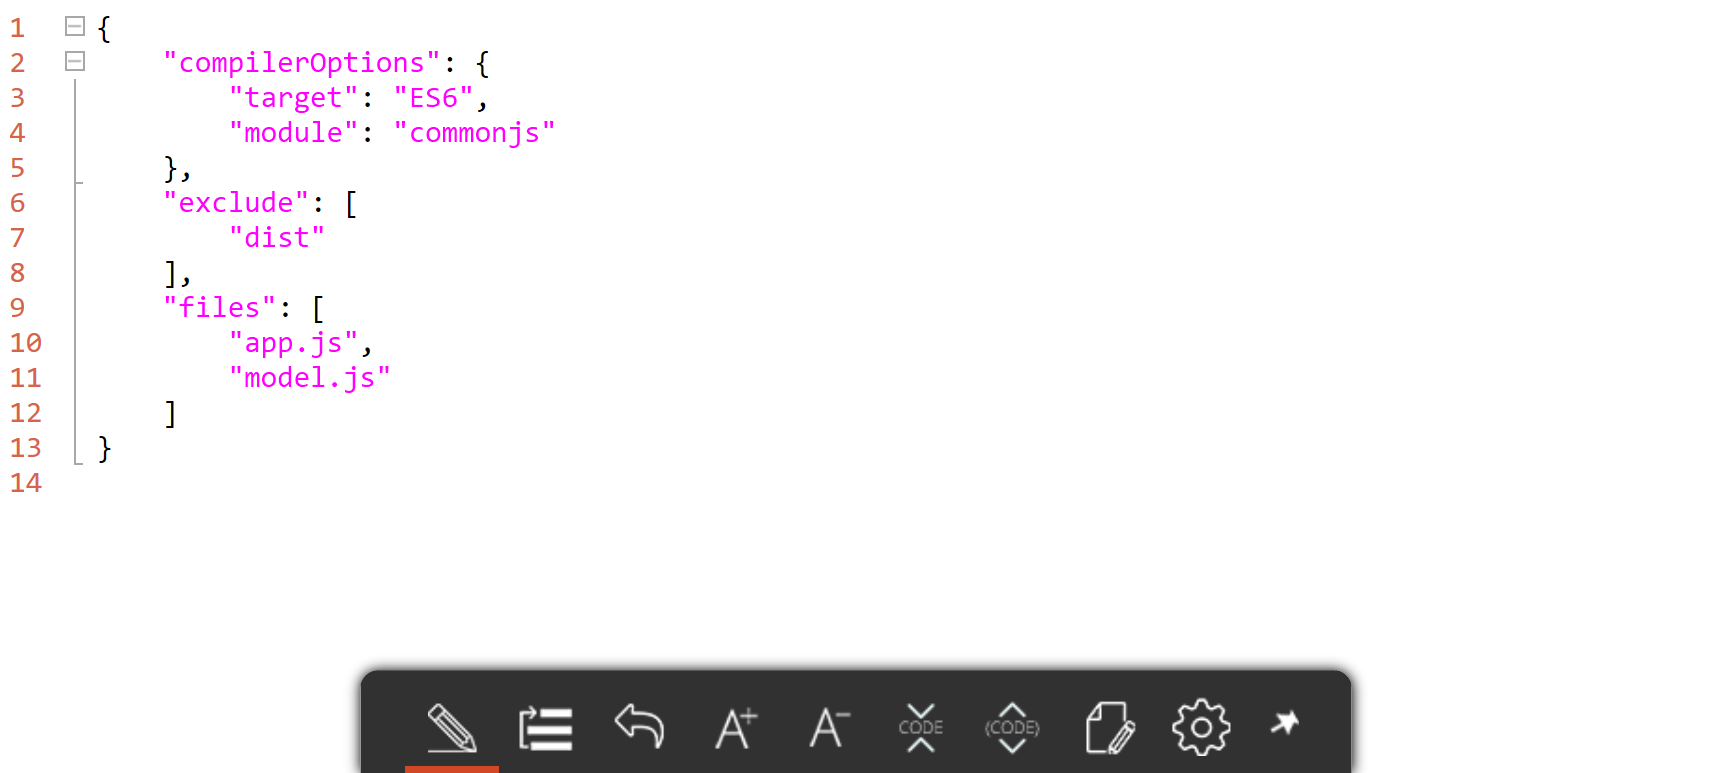 1 {
2 "compilerOptions": {
3 "target": "ES6",
4 "module": "commonjs"
5 },
6 "exclude": [
7 "dist"
8 ],
9 "files": [
10 "app.js",
11 "model.js"
12 ]
13 }
14
A+ A- CODE (CODE)